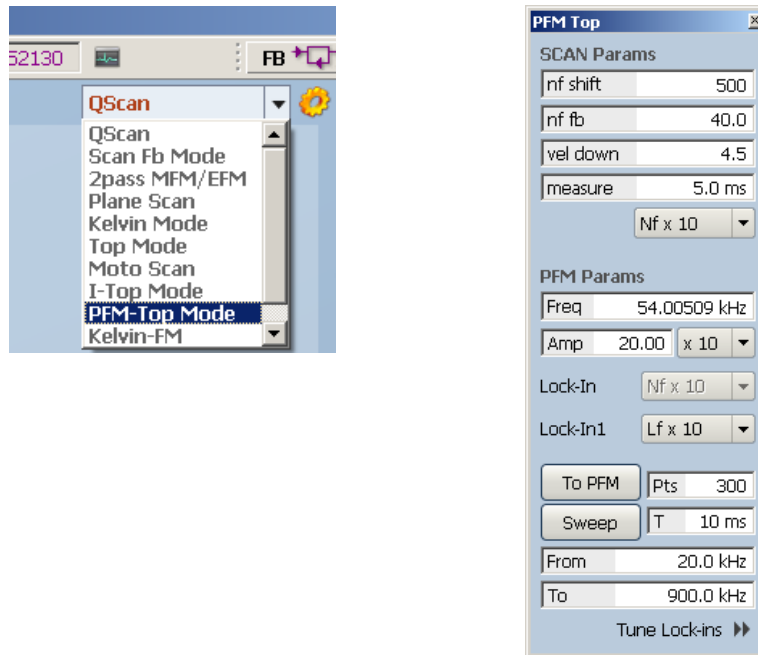 52130 FB
QScan
QScan
Scan Fb Mode
2pass MFM/EFM
Plane Scan
Kelvin Mode
Top Mode
Moto Scan
I-Top Mode
PFM-Top Mode
Kelvin-FM
PFM Top
SCAN Params
nf shift 500
nf fb 40.0
vel down 4.5
measure 5.0 ms
Nf x 10
PFM Params
Freq 54.00509 kHz
Amp 20.00 x 10
Lock-In Nf x 10
Lock-In1 Lf x 10
To PFM Pts 300
Sweep T 10 ms
From 20.0 kHz
To 900.0 kHz
Tune Lock-ins